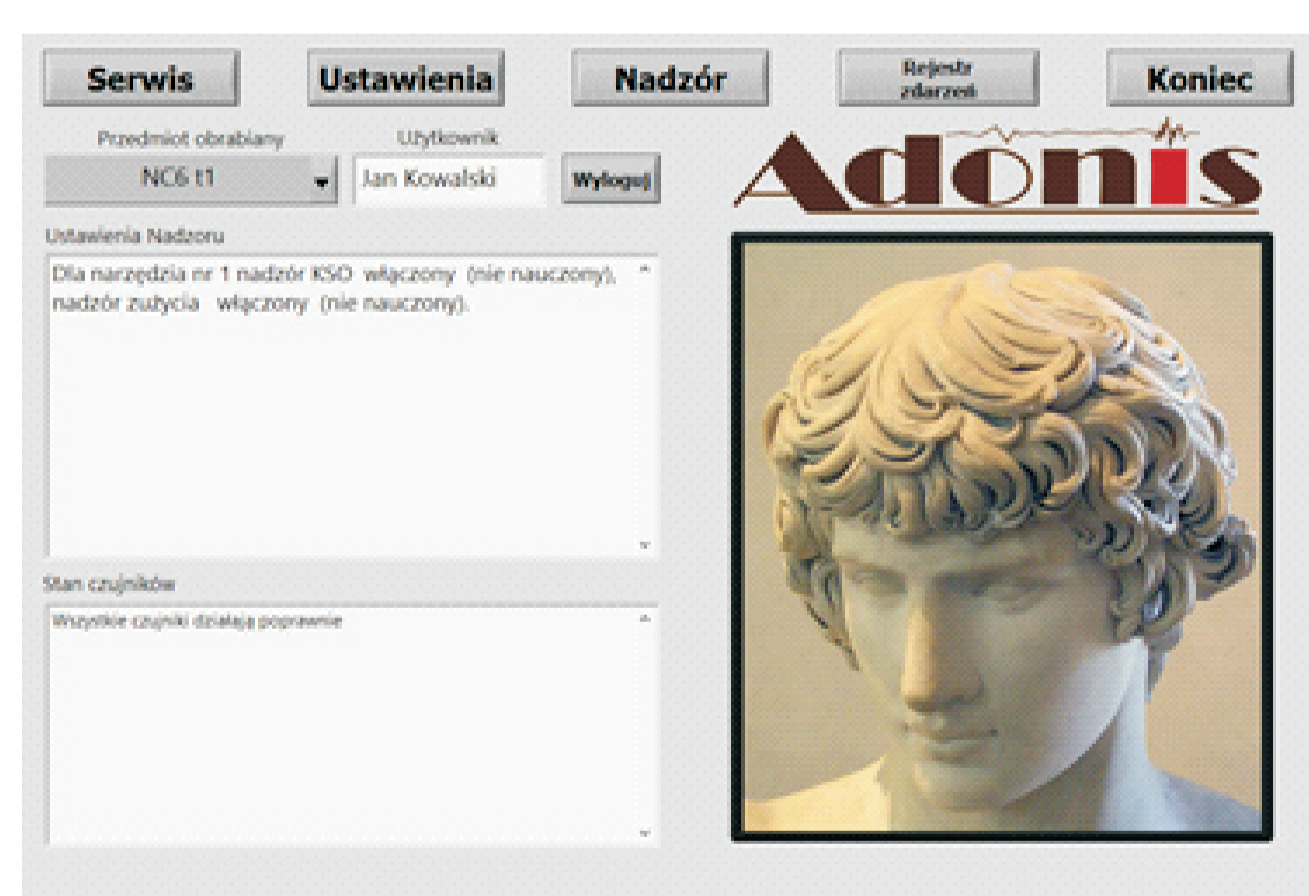 Serwis
Ustawienia
Nadzór
Rejestr
zdarzeń
Koniec
Przedmiot obrabiany
Użytkownik
NC6 t1
Jan Kowalski
Wyloguj
Adonis
Ustawienia Nadzoru
Dla narzędzia nr 1 nadzór KSO włączony (nie nauczony),
nadzór zużycia włączony (nie nauczony).
Stan czujników
Wszystkie czujniki działają poprawnie